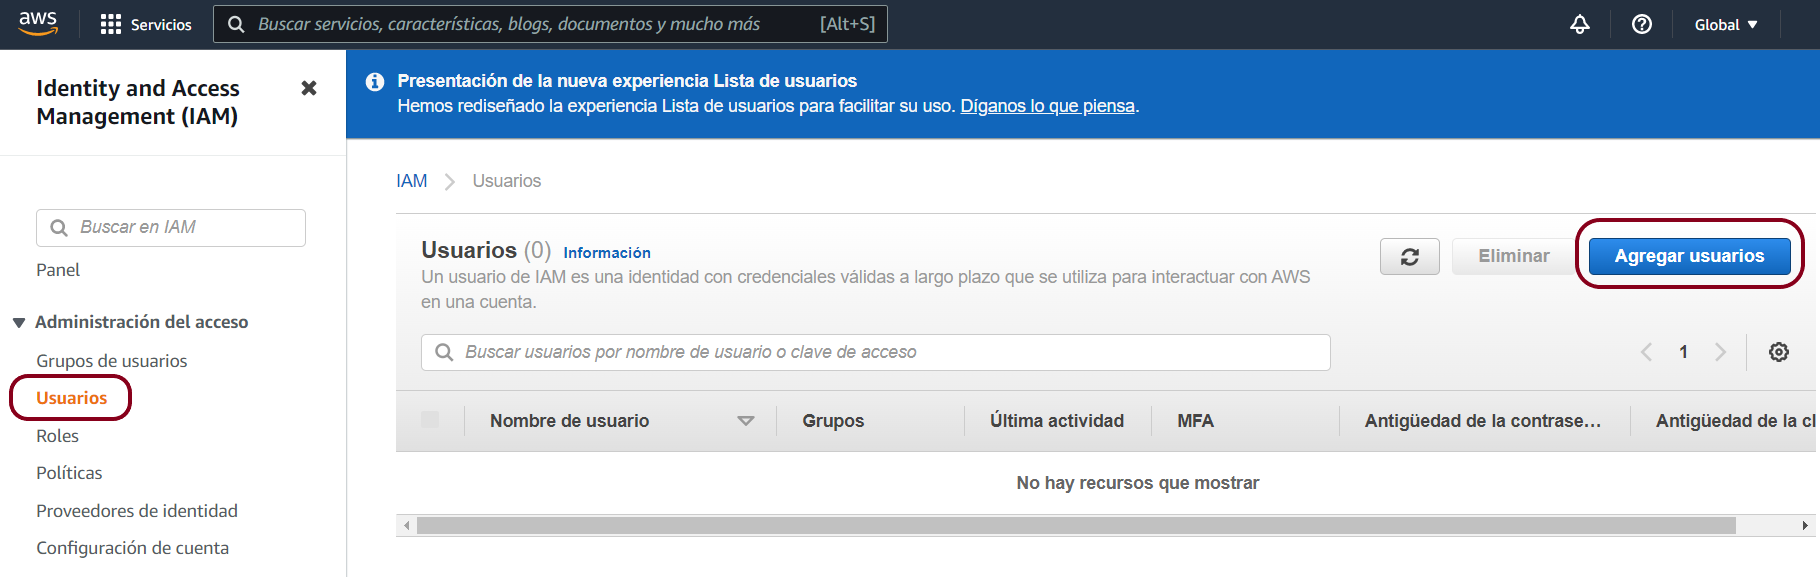 aws
Servicios
Buscar servicios, características, blogs, documentos y mucho más [Alt+S]
Global
Identity and Access
Management (IAM)
Buscar en IAM
Panel
Administración del acceso
Grupos de usuarios
Usuarios
Roles
Políticas
Proveedores de identidad
Configuración de cuenta
Presentación de la nueva experiencia Lista de usuarios
Hemos rediseñado la experiencia Lista de usuarios para facilitar su uso. Díganos lo que piensa.
IAM > Usuarios
Usuarios (0) Información
Un usuario de IAM es una identidad con credenciales válidas a largo plazo que se utiliza para interactuar con AWS
en una cuenta.
Eliminar
Agregar usuarios
Buscar usuarios por nombre de usuario o clave de acceso
1
Nombre de usuario Grupos Última actividad MFA Antigüedad de la contrase… Antigüedad de la cl
No hay recursos que mostrar